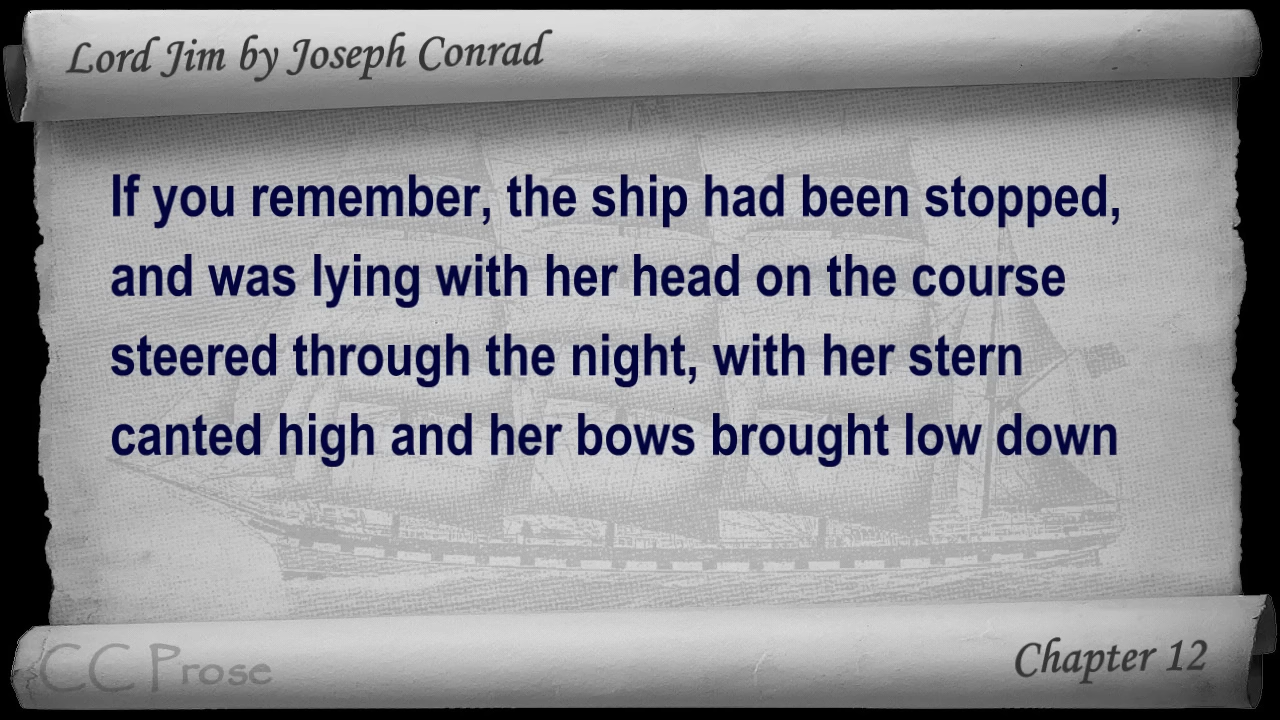 Lord Jim by Joseph Conrad
If you remember, the ship had been stopped,
and was lying with her head on the course
steered through the night, with her stern
canted high and her bows brought low down
CC Prose
Chapter 12